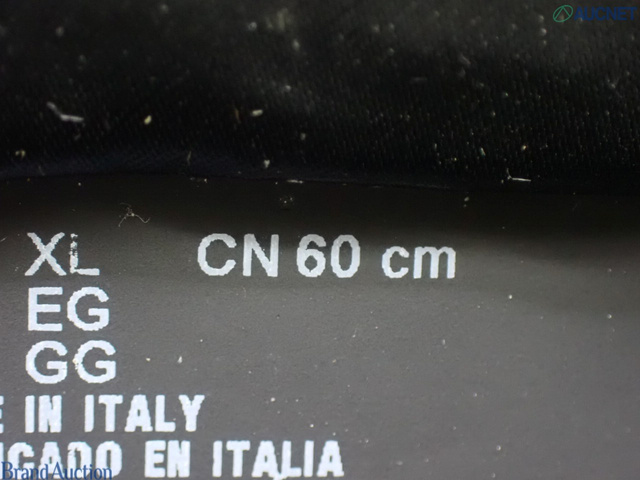 XL CN 60 cm
EG
GG
E IN ITALY
ICADO EN ITALIA
Brand Auction